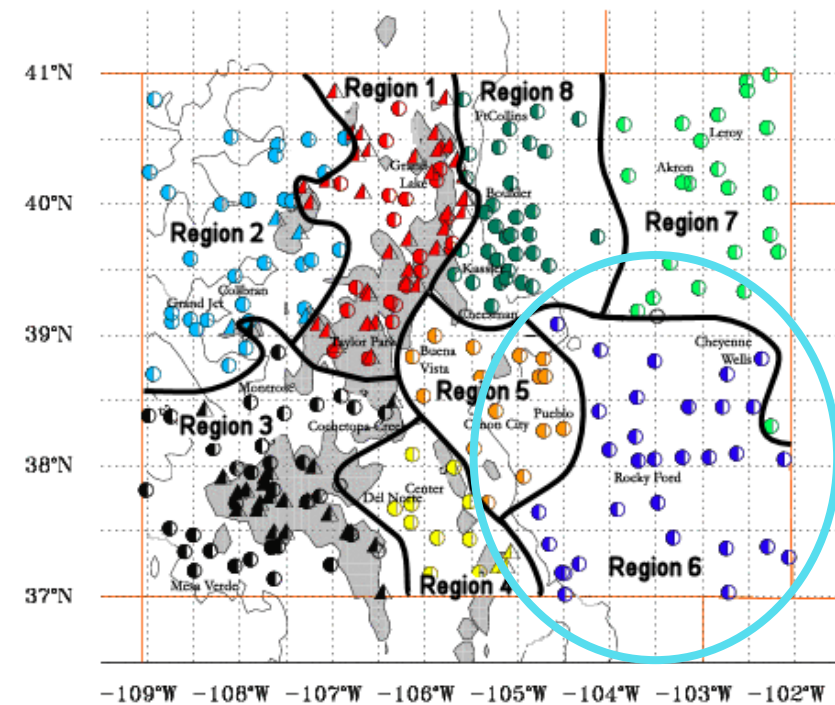 41°N
Region 1
Region 8
FtCollins
Leroy
Grand
Lake
Akron
Boulder
40°N
Region 2
Region 7
Kassler
Collbran
Grand Jct
Cheesman
39°N
Taylor Park
Buena
Vista
Cheyenne
Wells
Montrose
Region 5
Pueblo
Region 3
Cochetopa Creek
Canon City
38°N
Rocky Ford
Del Norte
Center
Mesa Verde
Region 4
Region 6
37°N
-109°W -108°W -107°W -106°W -105°W -104°W -103°W -102°W